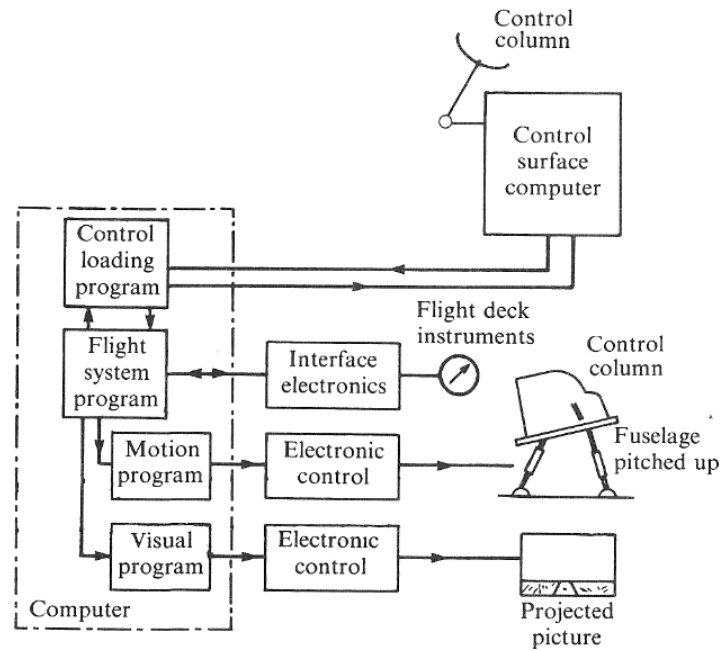 Control
column
Control
surface
computer
Control
loading
program
Flight deck
instruments
Flight
system
program
Interface
electronics
Control
column
Fuselage
pitched up
Motion
program
Electronic
control
Visual
program
Electronic
control
Computer
Projected
picture